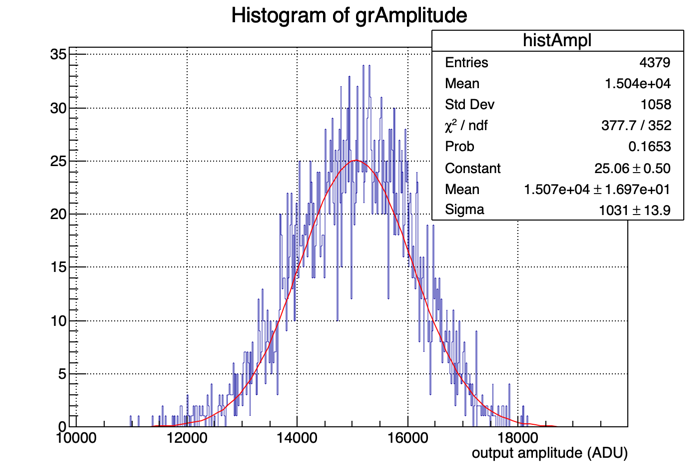 Histogram of grAmplitude
histAmpl
Entries 4379
Mean 1.504e+04
Std Dev 1058
χ² / ndf 377.7 / 352
Prob 0.1653
Constant 25.06 ± 0.50
Mean 1.507e+04 ± 1.697e+01
Sigma 1031 ± 13.9
35
30
25
20
15
10
5
0
10000 12000 14000 16000 18000
output amplitude (ADU)